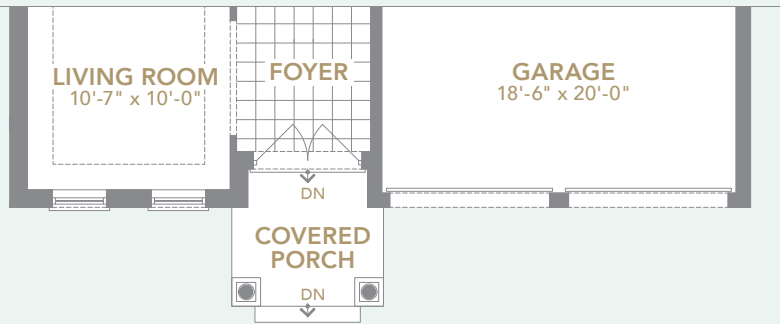 LIVING ROOM
10'-7" x 10'-0"
FOYER
GARAGE
18'-6" x 20'-0"
DN
COVERED
PORCH
DN